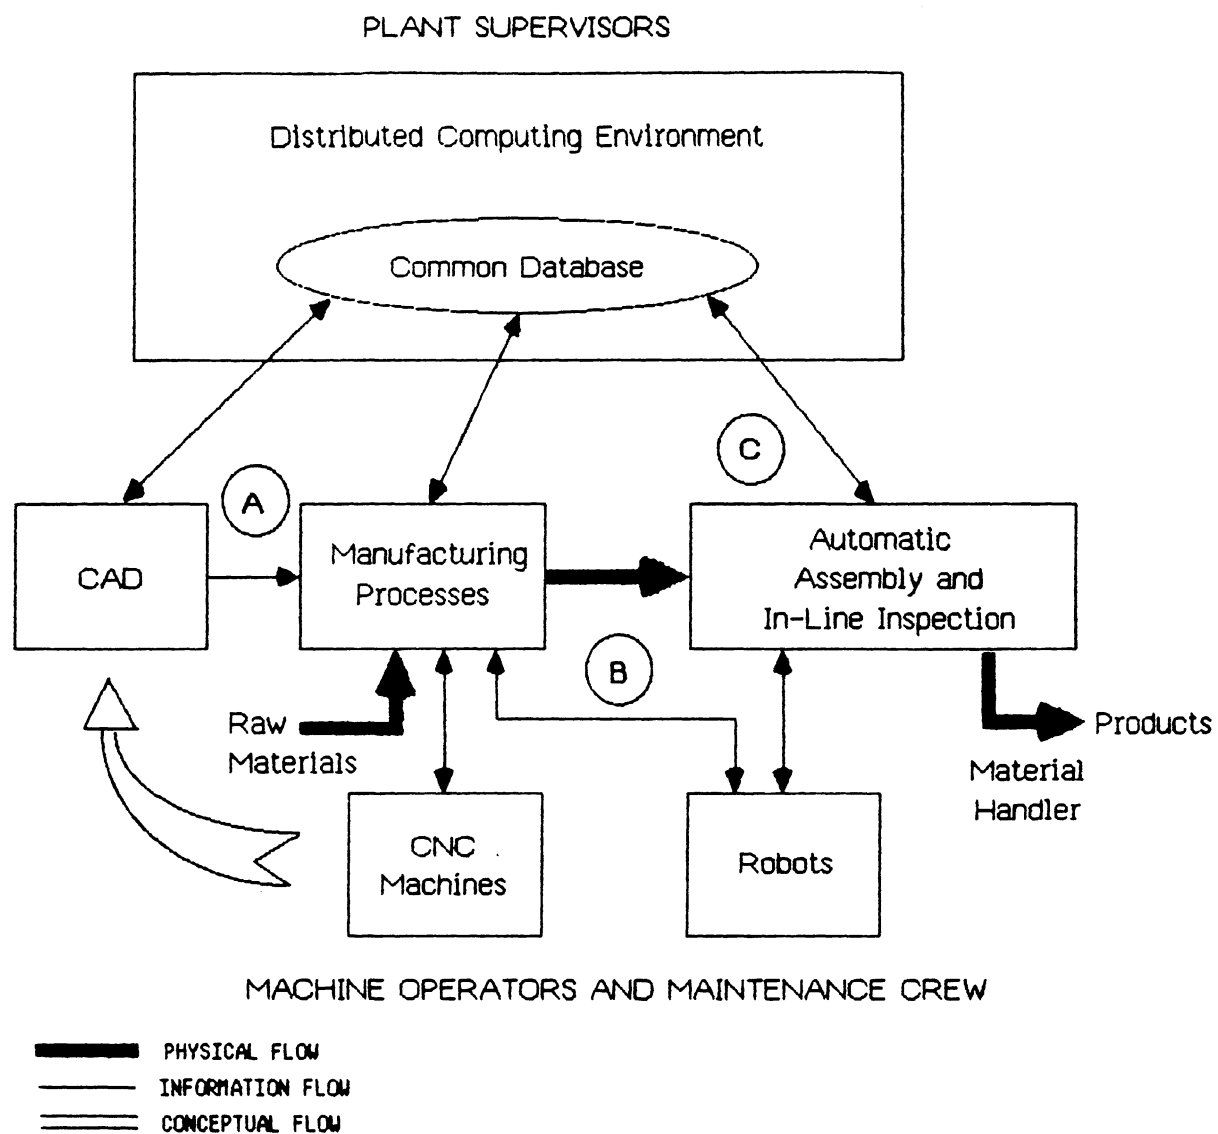 PLANT SUPERVISORS
Distributed Computing Environment
Common Database
C
A
CAD
Manufacturing
Processes
Automatic
Assembly and
In-Line Inspection
B
Raw
Materials
Products
Material
Handler
CNC
Machines
Robots
MACHINE OPERATORS AND MAINTENANCE CREW
PHYSICAL FLOW
INFORMATION FLOW
CONCEPTUAL FLOW